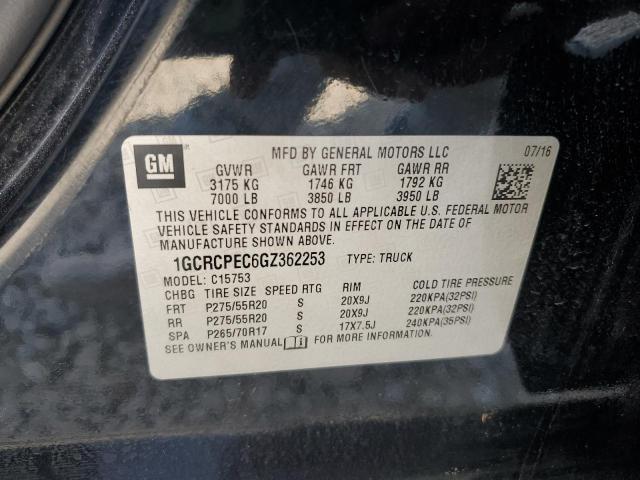 GM
MFD BY GENERAL MOTORS LLC 07/16
GVWR GAWR FRT GAWR RR
3175 KG 1746 KG 1792 KG
7000 LB 3850 LB 3950 LB
THIS VEHICLE CONFORMS TO ALL APPLICABLE U.S. FEDERAL MOTOR
VEHICLE SAFETY STANDARDS IN EFFECT ON THE DATE OF
MANUFACTURE SHOWN ABOVE.
1GCRCPEC6GZ362253 TYPE: TRUCK
MODEL: C15753
CHBG TIRE SIZE SPEED RTG RIM COLD TIRE PRESSURE
FRT P275/55R20 S 20X9J 220KPA(32PSI)
RR P275/55R20 S 20X9J 220KPA(32PSI)
SPA P265/70R17 S 17X7.5J 240KPA(35PSI)
SEE OWNER'S MANUAL FOR MORE INFORMATION.